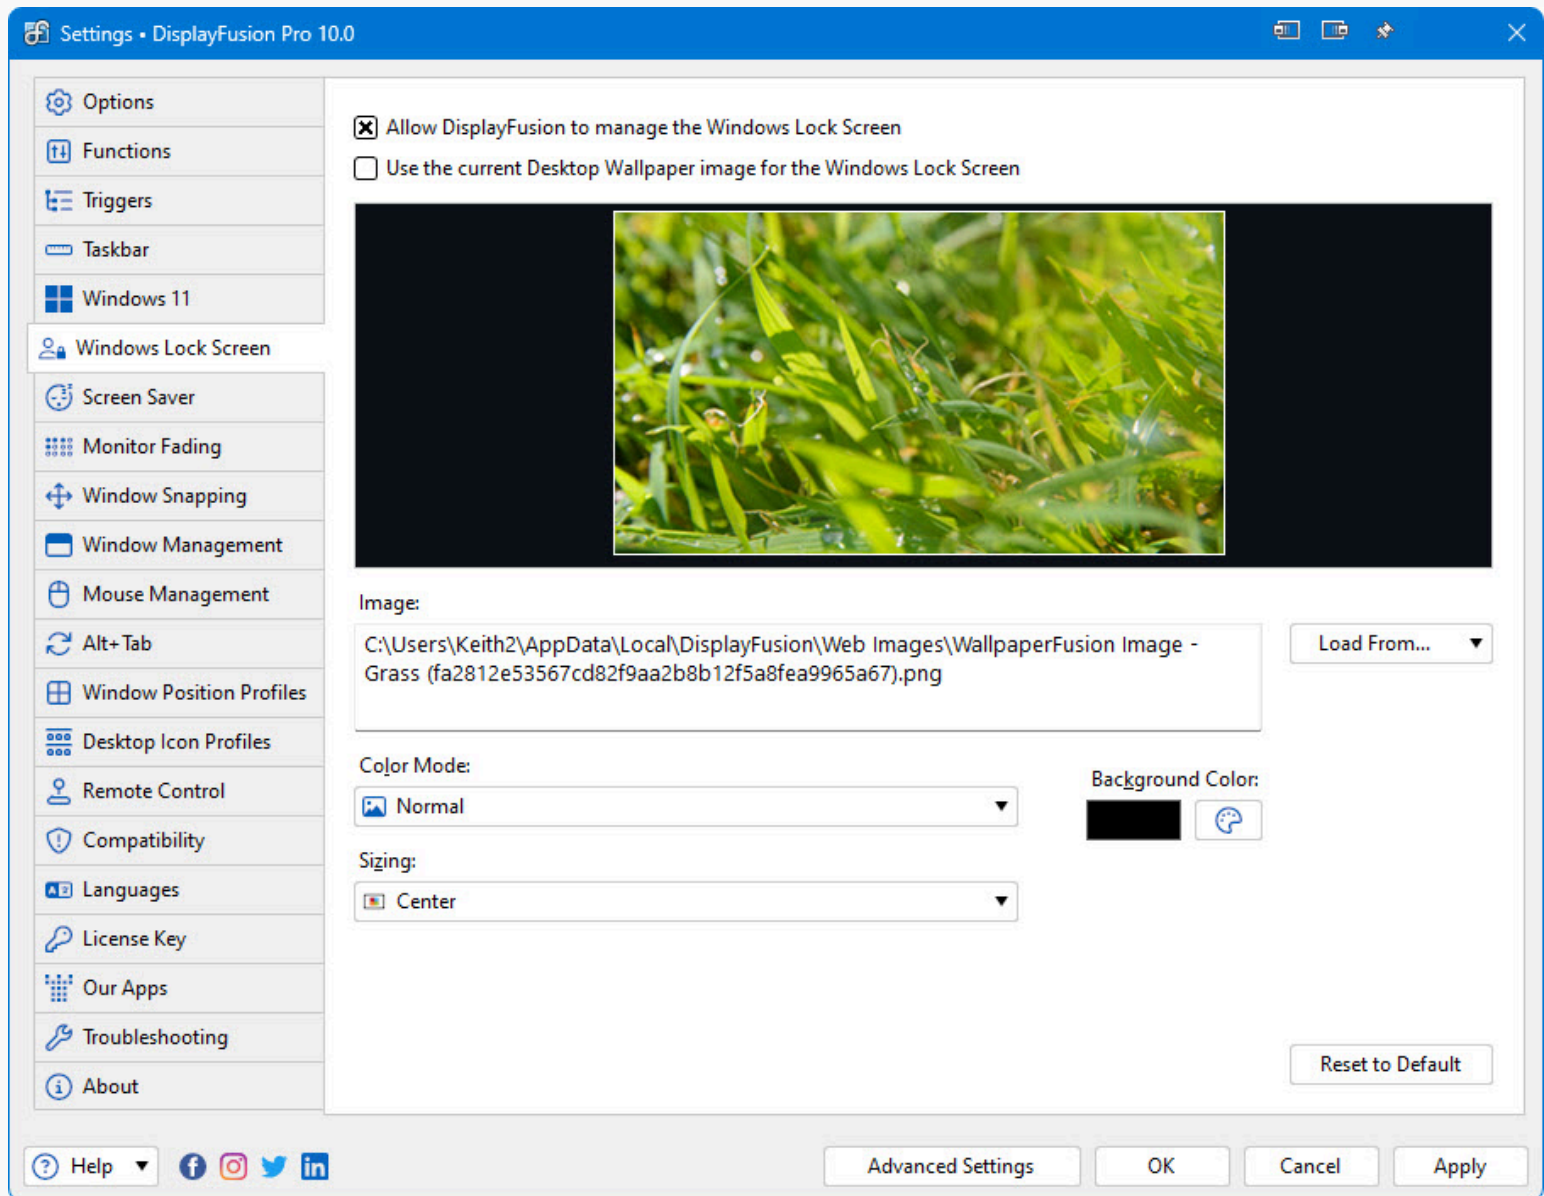 Settings • DisplayFusion Pro 10.0
Options
Functions
Triggers
Taskbar
Windows 11
Windows Lock Screen
Screen Saver
Monitor Fading
Window Snapping
Window Management
Mouse Management
Alt+Tab
Window Position Profiles
Desktop Icon Profiles
Remote Control
Compatibility
Languages
License Key
Our Apps
Troubleshooting
About
Allow DisplayFusion to manage the Windows Lock Screen
Use the current Desktop Wallpaper image for the Windows Lock Screen
Image:
C:\Users\Keith2\AppData\Local\DisplayFusion\Web Images\WallpaperFusion Image -
Grass (fa2812e53567cd82f9aa2b8b12f5a8fea9965a67).png
Load From...
Color Mode:
Normal
Background Color:
Sizing:
Center
Reset to Default
Help
Advanced Settings
OK
Cancel
Apply